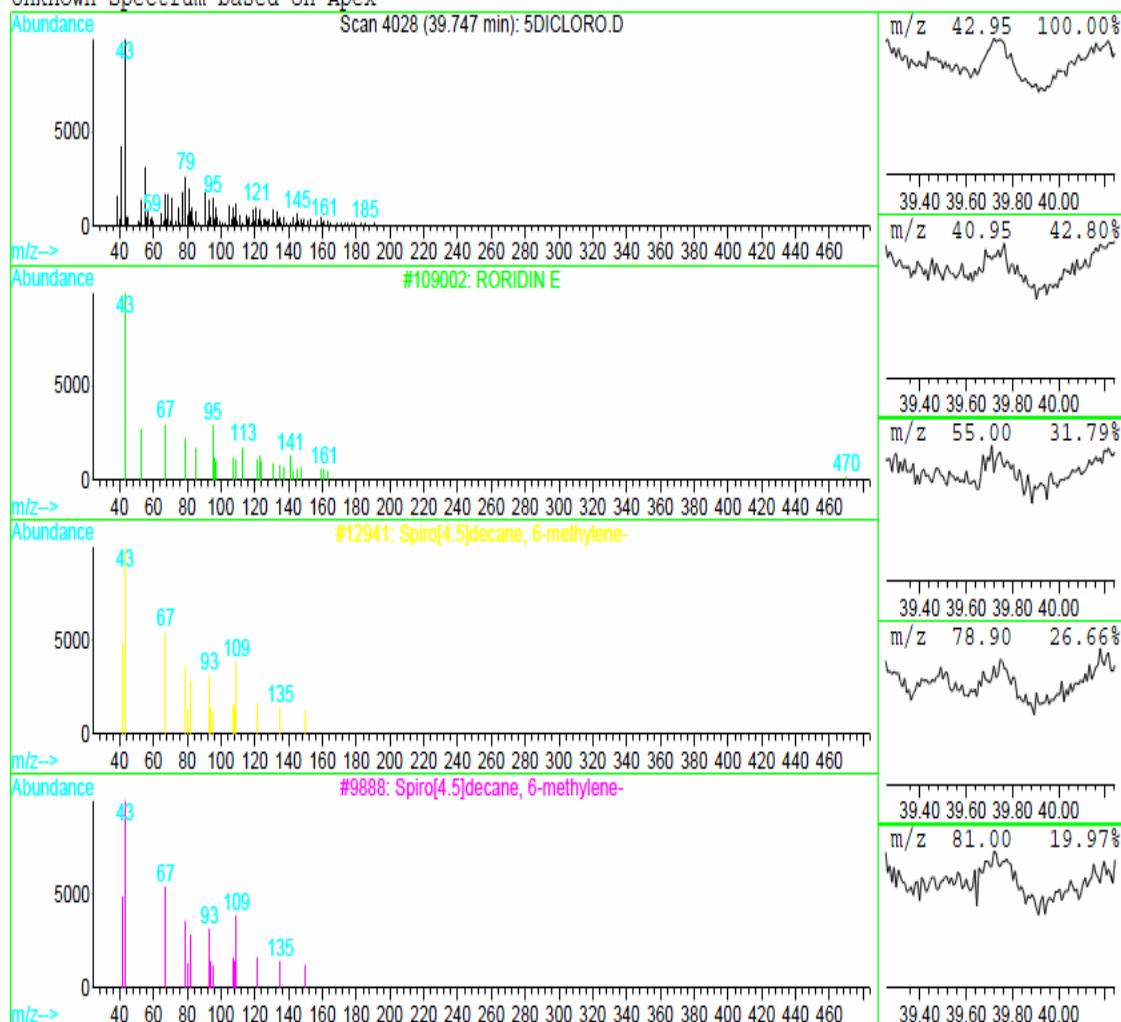 Unknown Spectrum based on Apex
Abundance
Scan 4028 (39.747 min): 5DICLORO.D
43
5000
59
79
95
121
145
161
185
0
40 60 80 100 120 140 160 180 200 220 240 260 280 300 320 340 360 380 400 420 440 460
m/z-->
Abundance
#109002: RORIDIN E
43
5000
67
95
113
141
161
470
0
40 60 80 100 120 140 160 180 200 220 240 260 280 300 320 340 360 380 400 420 440 460
m/z-->
Abundance
#12941: Spiro[4.5]decane, 6-methylene-
43
5000
67
93
109
135
0
40 60 80 100 120 140 160 180 200 220 240 260 280 300 320 340 360 380 400 420 440 460
m/z-->
Abundance
#9888: Spiro[4.5]decane, 6-methylene-
43
5000
67
93
109
135
0
40 60 80 100 120 140 160 180 200 220 240 260 280 300 320 340 360 380 400 420 440 460
m/z-->
m/z 42.95 100.00%
39.40 39.60 39.80 40.00
m/z 40.95 42.80%
39.40 39.60 39.80 40.00
m/z 55.00 31.79%
39.40 39.60 39.80 40.00
m/z 78.90 26.66%
39.40 39.60 39.80 40.00
m/z 81.00 19.97%
39.40 39.60 39.80 40.00